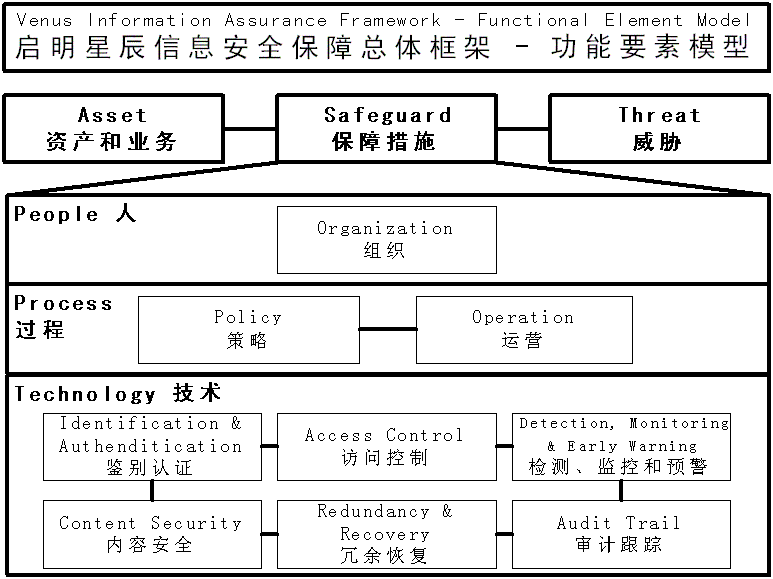 Venus Information Assurance Framework - Functional Element Model
启明星辰信息安全保障总体框架 - 功能要素模型
Asset
资产和业务
Safeguard
保障措施
Threat
威胁
People 人
Organization
组织
Process
过程
Policy
策略
Operation
运营
Technology 技术
Identification &
Authenditication
鉴别认证
Access Control
访问控制
Detection, Monitoring
& Early Warning
检测、监控和预警
Content Security
内容安全
Redundancy &
Recovery
冗余恢复
Audit Trail
审计跟踪